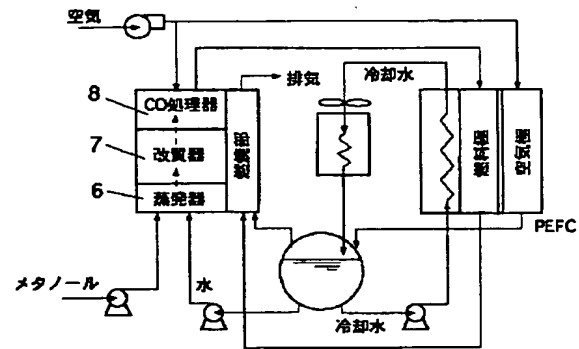 空気
排気
冷却水
8
CO処理器
7
改質器
6
蒸発器
燃焼部
燃料極
空気極
PEFC
メタノール
水
冷却水